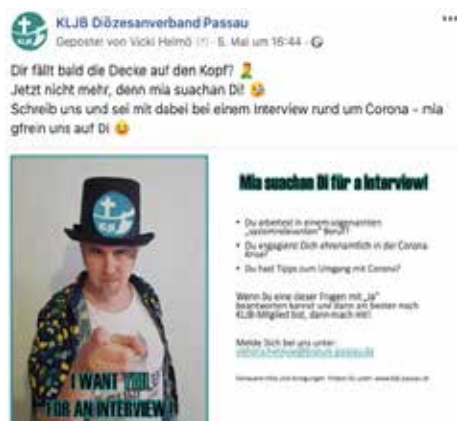 KLJB Diözesanverband Passau
Gepostet von Vicki Helmö · 5. Mai um 16:44 ·
Dir fällt bald die Decke auf den Kopf?
Jetzt nicht mehr, denn mia suachan Di!
Schreib uns und sei mit dabei bei einem Interview rund um Corona – mia
gfrein uns auf Di
I WANT YOU
FOR AN INTERVIEW!
Mia suachan Di für a Interview!
• Du arbeitest in einem sogenannten
„systemrelevanten“ Beruf?
• Du engagierst Dich ehrenamtlich in der Corona
Krise?
• Du hast Tipps zum Umgang mit Corona?
Wenn Du eine dieser Fragen mit „Ja“
beantworten kannst und dann am besten noch
KLJB-Mitglied bist, dann mach mit!
Melde Dich bei uns unter: